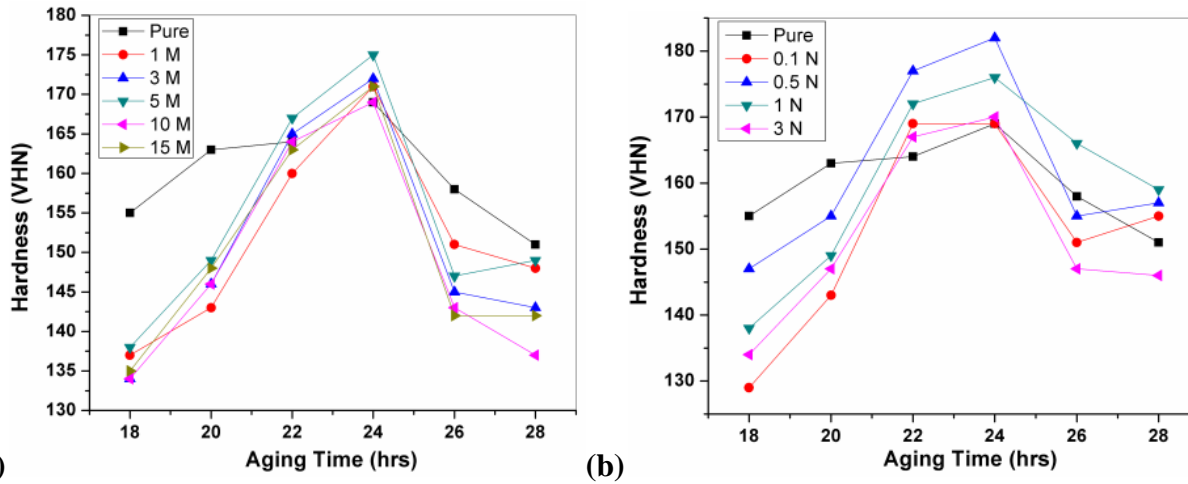 180
175
170
165
160
155
150
145
140
135
130
Hardness (VHN)
Pure
1 M
3 M
5 M
10 M
15 M
18 20 22 24 26 28
Aging Time (hrs)
)
180
170
160
150
140
130
Hardness (VHN)
Pure
0.1 N
0.5 N
1 N
3 N
18 20 22 24 26 28
Aging Time (hrs)
(b)